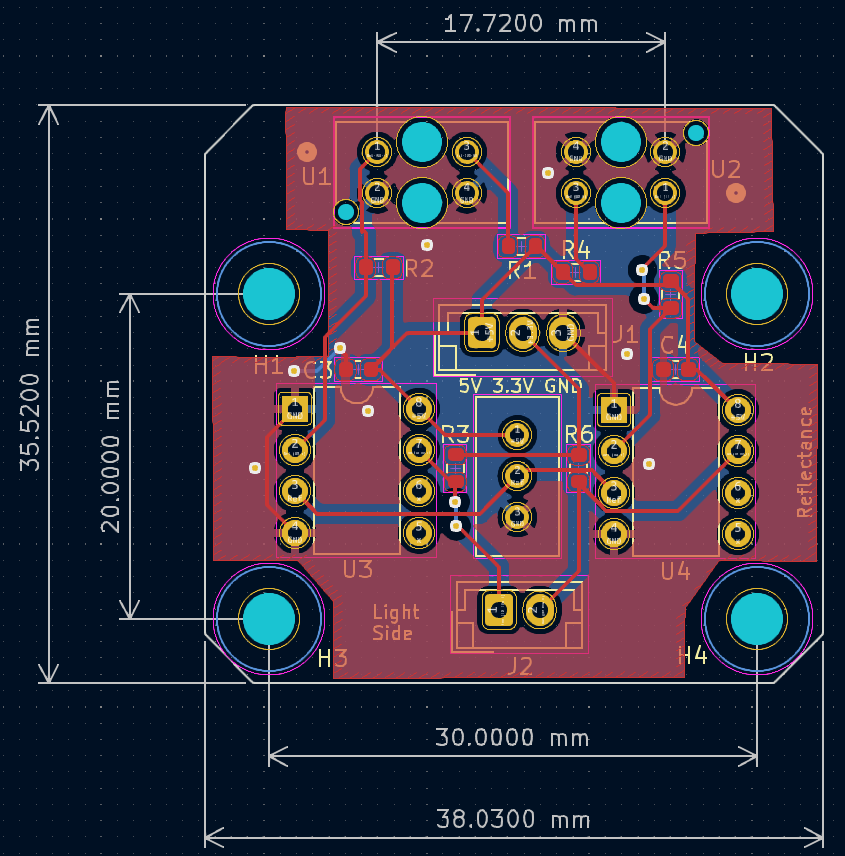 17.7200 mm
U1
U2
R4
R1
R5
R2
J1
C4
H1
C3
H2
5V 3.3V GND
35.5200 mm
20.0000 mm
R3
R6
Reflectance
U3
U4
Light
Side
H3
J2
H4
30.0000 mm
38.0300 mm